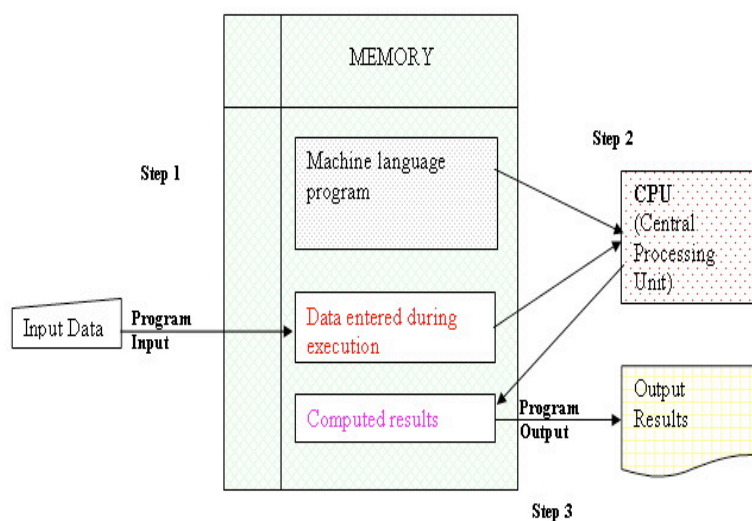 MEMORY
Step 1
Machine language
program
Step 2
CPU
(Central
Processing
Unit)
Input Data
Program
Input
Data entered during
execution
Computed results
Program
Output
Output
Results
Step 3